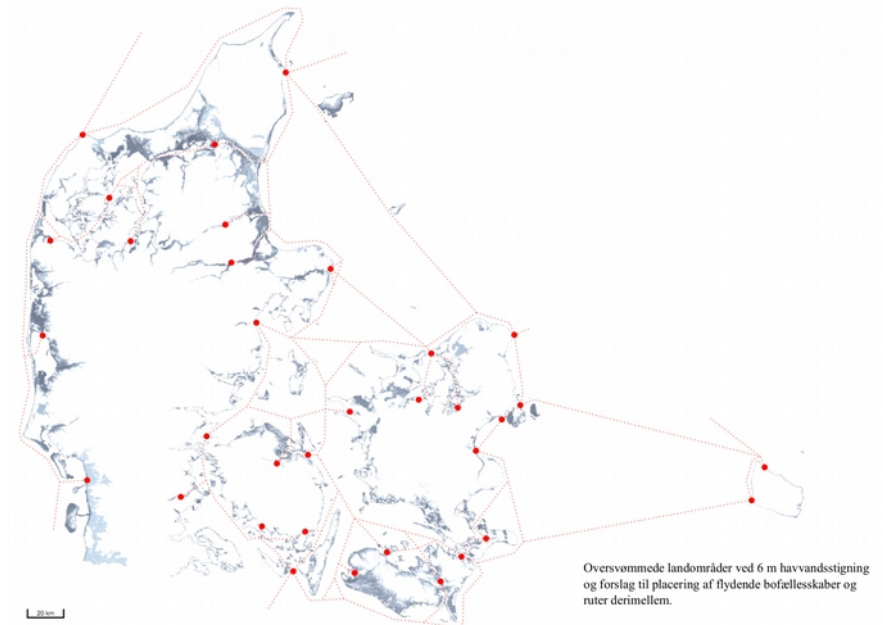 Oversvømmede landområder ved 6 m havvandsstigning
og forslag til placering af flydende bofællesskaber og
ruter derimellem.
20 km